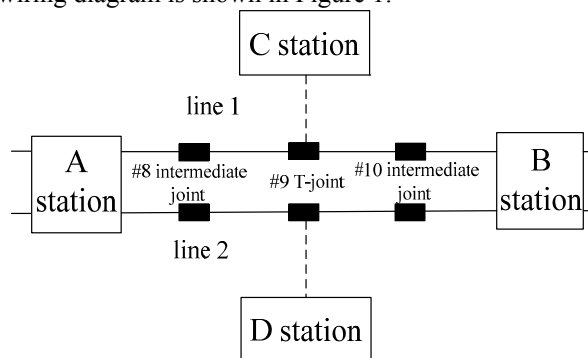 wiring diagram is shown in Figure 1.
C station
line 1
A
station
#8 intermediate
joint
#9 T-joint
#10 intermediate
joint
B
station
line 2
D station